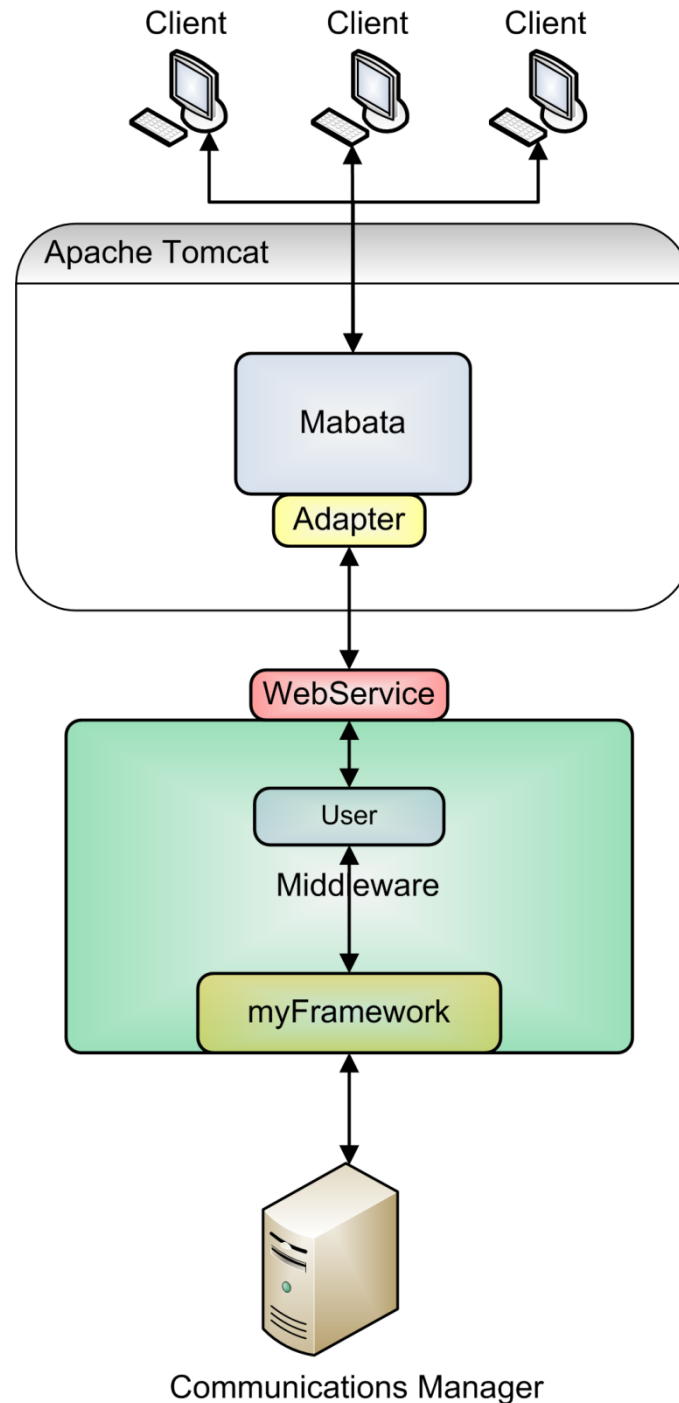 Client Client Client
Apache Tomcat
Mabata
Adapter
WebService
User
Middleware
myFramework
Communications Manager